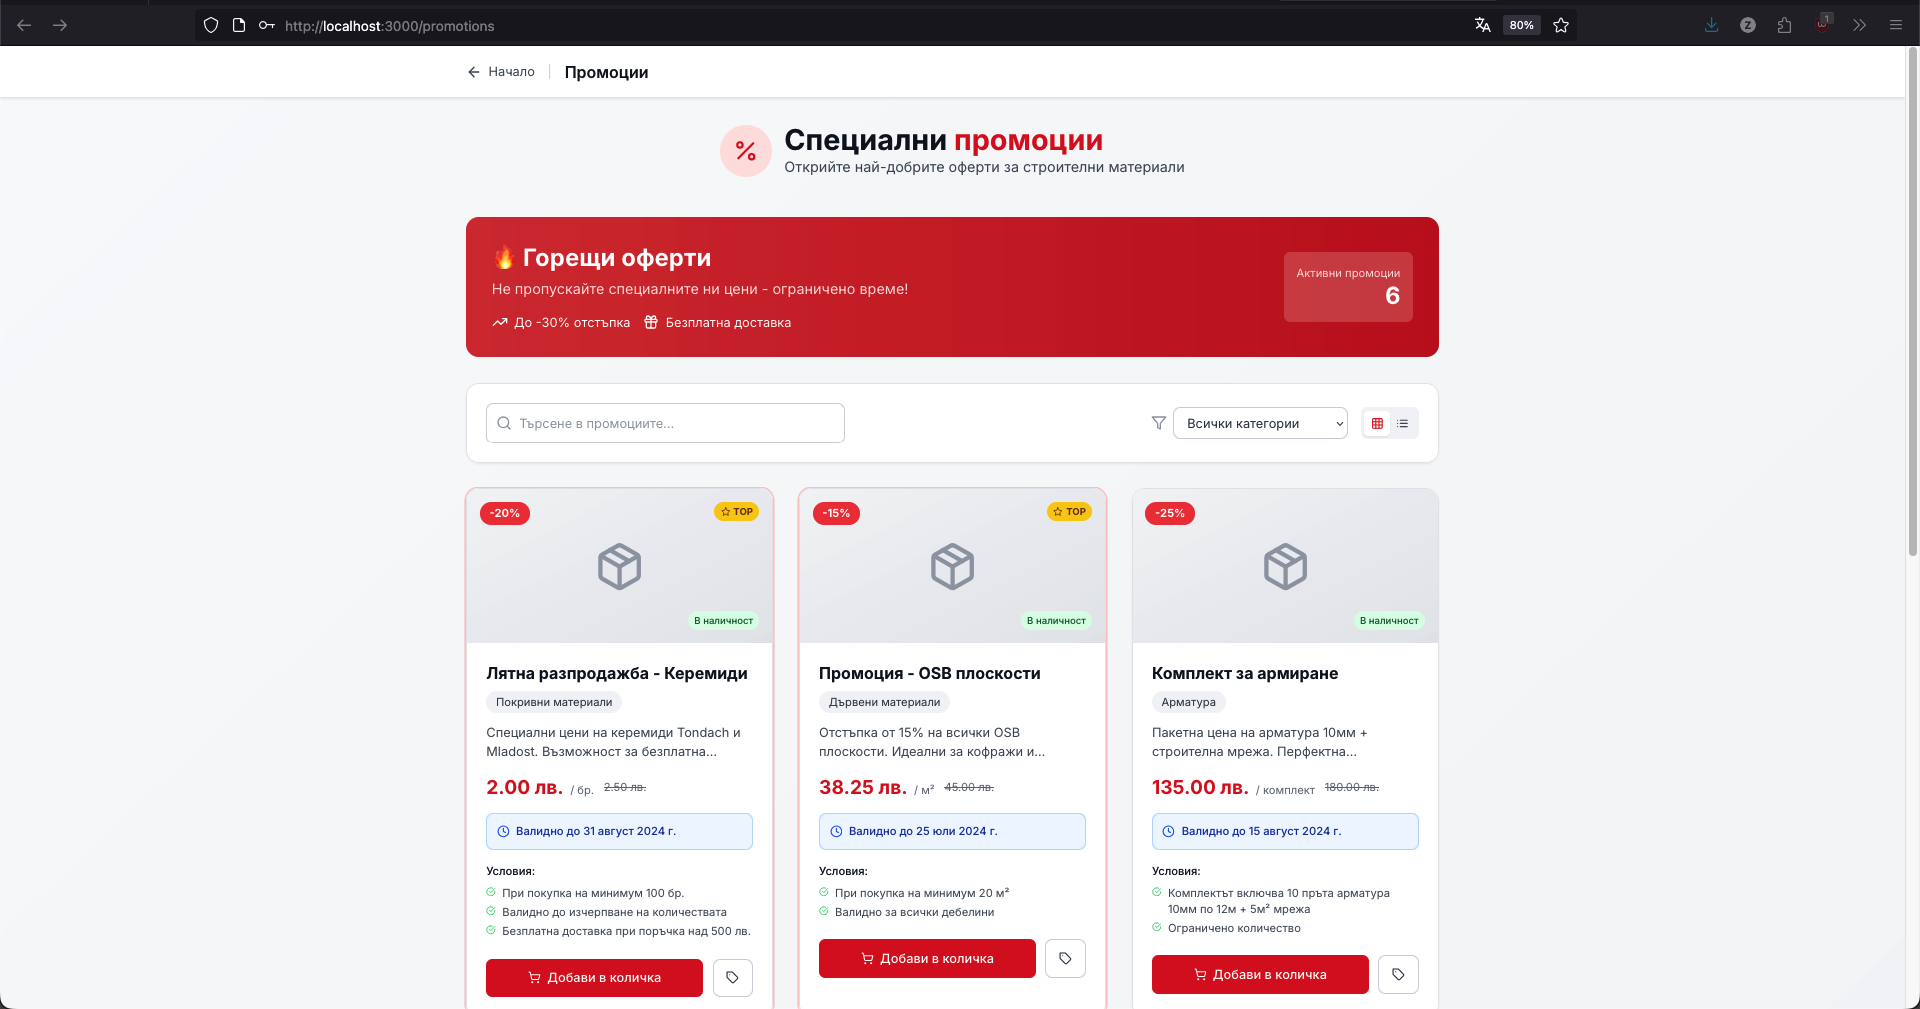 http://localhost:3000/promotions
80%
Z
1
Начало
Промоции
Специални промоции
Открийте най-добрите оферти за строителни материали
🔥 Горещи оферти
Не пропускайте специалните ни цени - ограничено време!
До -30% отстъпка
Безплатна доставка
Активни промоции
6
Търсене в промоциите...
Всички категории
-20%
TOP
В наличност
Лятна разпродажба - Керемиди
Покривни материали
Специални цени на керемиди Tondach и
Mladost. Възможност за безплатна...
2.00 лв. / бр. 2.50 лв.
Валидно до 31 август 2024 г.
Условия:
При покупка на минимум 100 бр.
Валидно до изчерпване на количествата
Безплатна доставка при поръчка над 500 лв.
Добави в количка
-15%
TOP
В наличност
Промоция - OSB плоскости
Дървени материали
Отстъпка от 15% на всички OSB
плоскости. Идеални за кофражи и...
38.25 лв. / м² 45.00 лв.
Валидно до 25 юли 2024 г.
Условия:
При покупка на минимум 20 м²
Валидно за всички дебелини
Добави в количка
-25%
В наличност
Комплект за армиране
Арматура
Пакетна цена на арматура 10мм +
строителна мрежа. Перфектна...
135.00 лв. / комплект 180.00 лв.
Валидно до 15 август 2024 г.
Условия:
Комплектът включва 10 пръта арматура
10мм по 12м + 5м² мрежа
Ограничено количество
Добави в количка